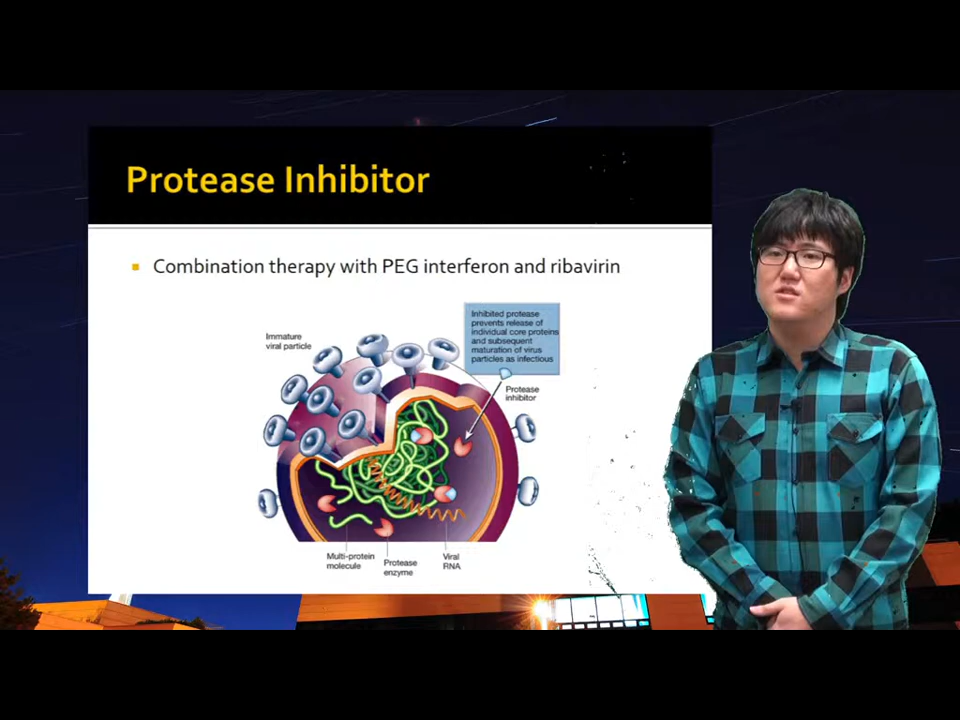 Protease Inhibitor
Combination therapy with PEG interferon and ribavirin
Inhibited protease
prevents release of
individual core proteins
and subsequent
maturation of virus
particles as infectious
Immature
viral particle
Protease
inhibitor
Multi-protein
molecule
Protease
enzyme
Viral
RNA